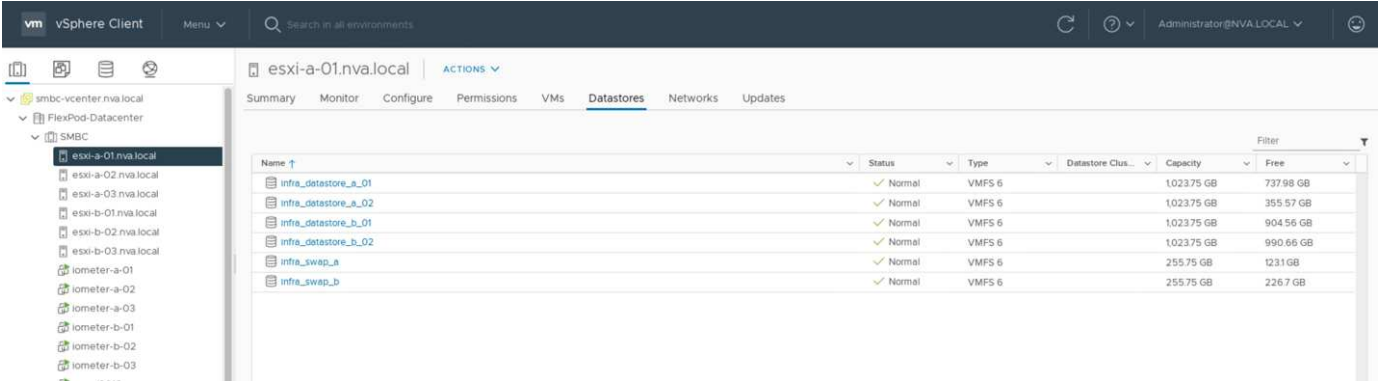 vm vSphere Client Menu Search in all environments Administrator@NVA.LOCAL
esxi-a-01.nva.local ACTIONS
Summary Monitor Configure Permissions VMs Datastores Networks Updates
smbc-vcenter.nva.local
FlexPod-Datacenter
SMBC
esxi-a-01.nva.local
esxi-a-02.nva.local
esxi-a-03.nva.local
esxi-b-01.nva.local
esxi-b-02.nva.local
esxi-b-03.nva.local
iometer-a-01
iometer-a-02
iometer-a-03
iometer-b-01
iometer-b-02
iometer-b-03
Filter
Name Status Type Datastore Clus... Capacity Free
infra_datastore_a_01 Normal VMFS 6 1,023.75 GB 737.98 GB
infra_datastore_a_02 Normal VMFS 6 1,023.75 GB 355.57 GB
infra_datastore_b_01 Normal VMFS 6 1,023.75 GB 904.56 GB
infra_datastore_b_02 Normal VMFS 6 1,023.75 GB 990.66 GB
infra_swap_a Normal VMFS 6 255.75 GB 123.1 GB
infra_swap_b Normal VMFS 6 255.75 GB 226.7 GB